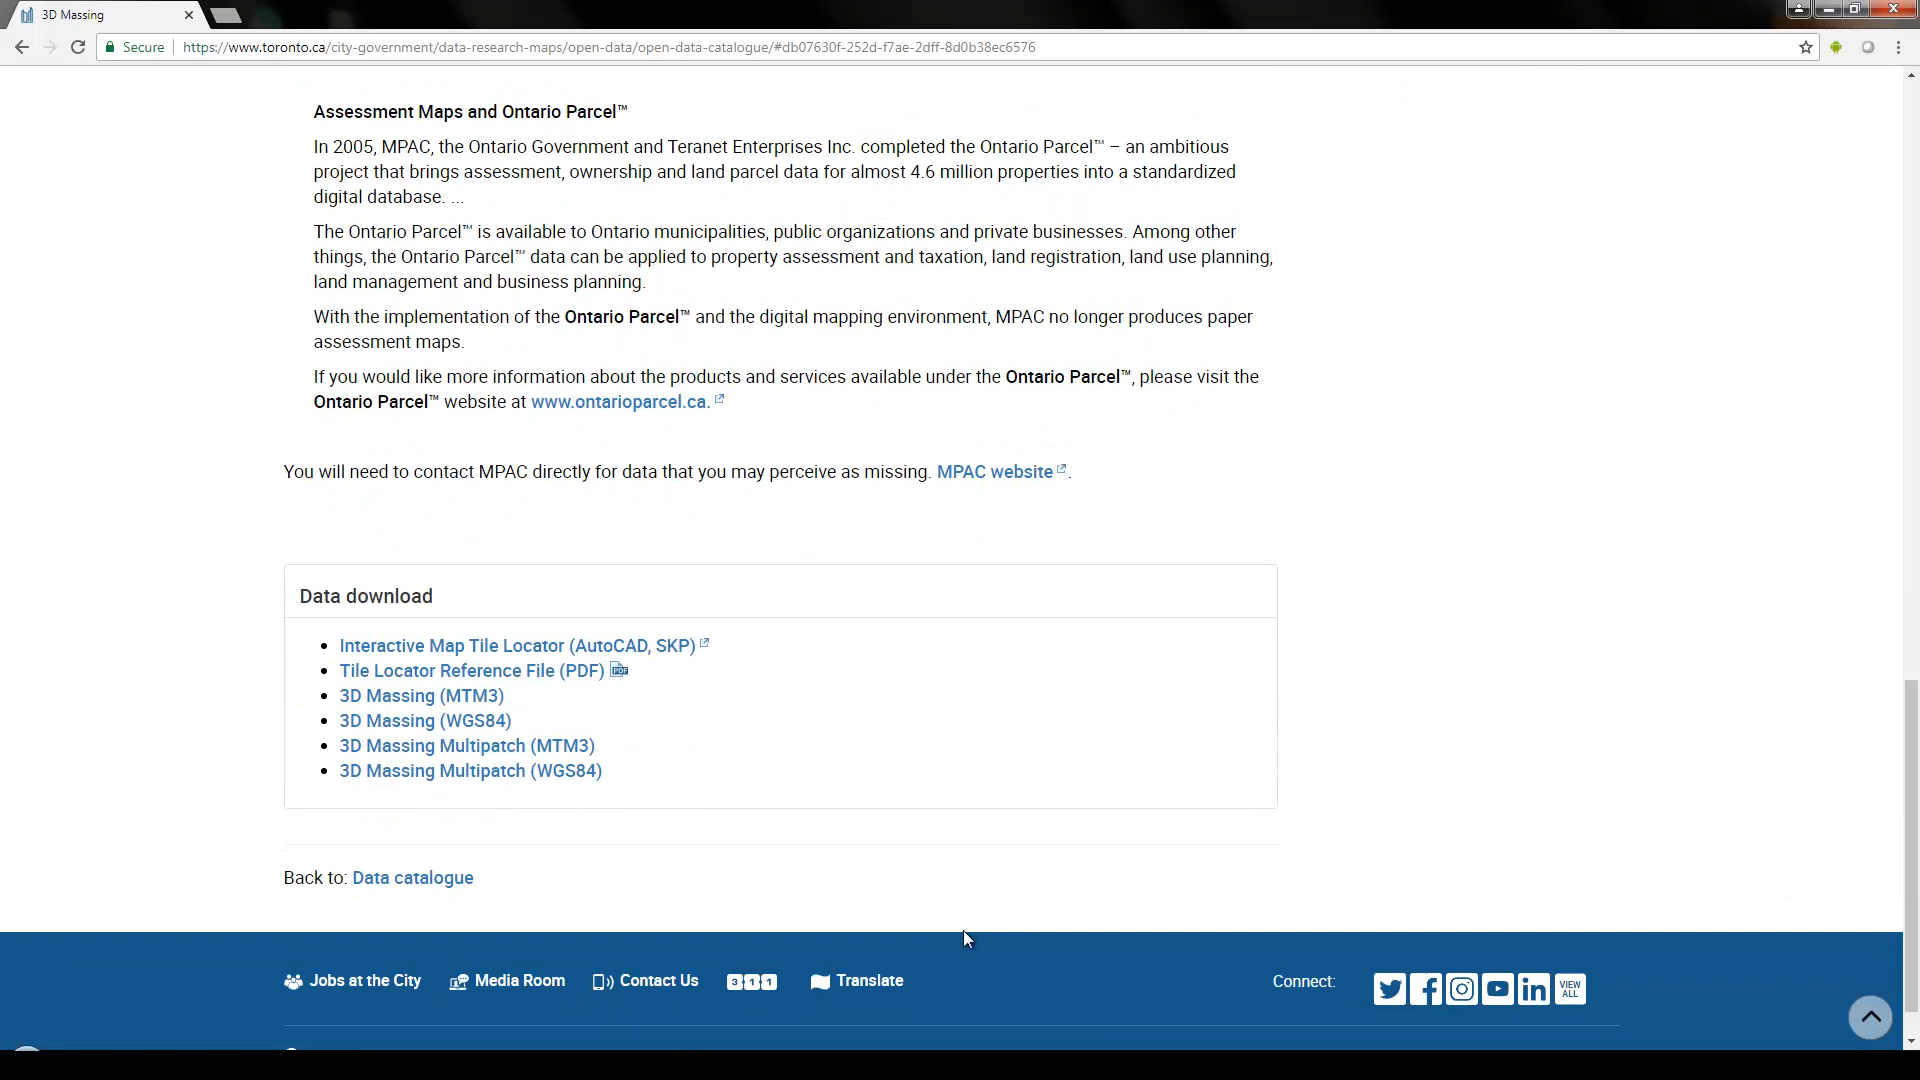 3D Massing
Secure
https://www.toronto.ca/city-government/data-research-maps/open-data/open-data-catalogue/#db07630f-252d-f7ae-2dff-8d0b38ec6576
Assessment Maps and Ontario Parcel™
In 2005, MPAC, the Ontario Government and Teranet Enterprises Inc. completed the Ontario Parcel™ – an ambitious
project that brings assessment, ownership and land parcel data for almost 4.6 million properties into a standardized
digital database. ...
The Ontario Parcel™ is available to Ontario municipalities, public organizations and private businesses. Among other
things, the Ontario Parcel™ data can be applied to property assessment and taxation, land registration, land use planning,
land management and business planning.
With the implementation of the Ontario Parcel™ and the digital mapping environment, MPAC no longer produces paper
assessment maps.
If you would like more information about the products and services available under the Ontario Parcel™, please visit the
Ontario Parcel™ website at www.ontarioparcel.ca.
You will need to contact MPAC directly for data that you may perceive as missing. MPAC website.
Data download
• Interactive Map Tile Locator (AutoCAD, SKP)
• Tile Locator Reference File (PDF) PDF
• 3D Massing (MTM3)
• 3D Massing (WGS84)
• 3D Massing Multipatch (MTM3)
• 3D Massing Multipatch (WGS84)
Back to: Data catalogue
Jobs at the City Media Room Contact Us 3 1 1 Translate Connect: VIEW ALL